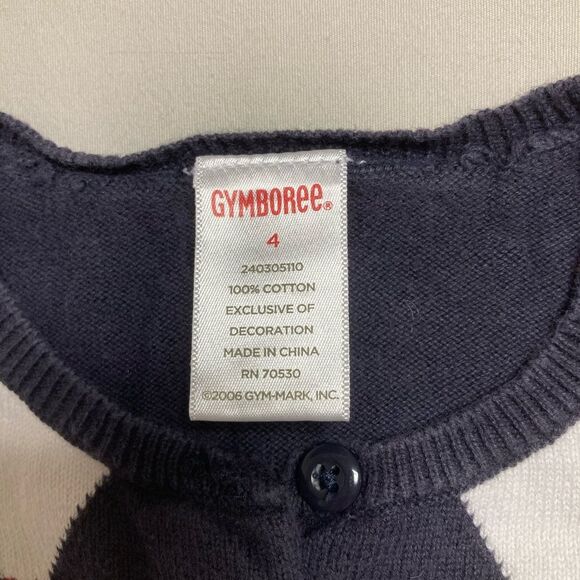 GYMBOREE®
4
240305110
100% COTTON
EXCLUSIVE OF
DECORATION
MADE IN CHINA
RN 70530
©2006 GYM-MARK, INC.